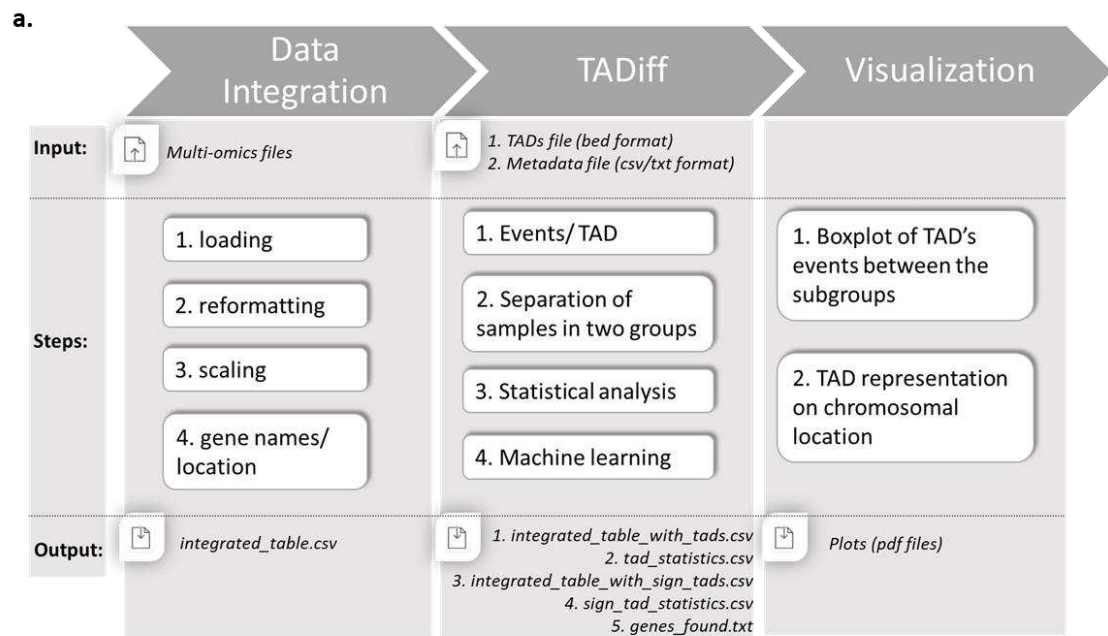 a.
Data
Integration
TADiff
Visualization
Input:
Multi-omics files
1. TADs file (bed format)
2. Metadata file (csv/txt format)
Steps:
1. loading
2. reformatting
3. scaling
4. gene names/
location
1. Events/ TAD
2. Separation of
samples in two groups
3. Statistical analysis
4. Machine learning
1. Boxplot of TAD's
events between the
subgroups
2. TAD representation
on chromosomal
location
Output:
integrated_table.csv
1. integrated_table_with_tads.csv
2. tad_statistics.csv
3. integrated_table_with_sign_tads.csv
4. sign_tad_statistics.csv
5. genes_found.txt
Plots (pdf files)